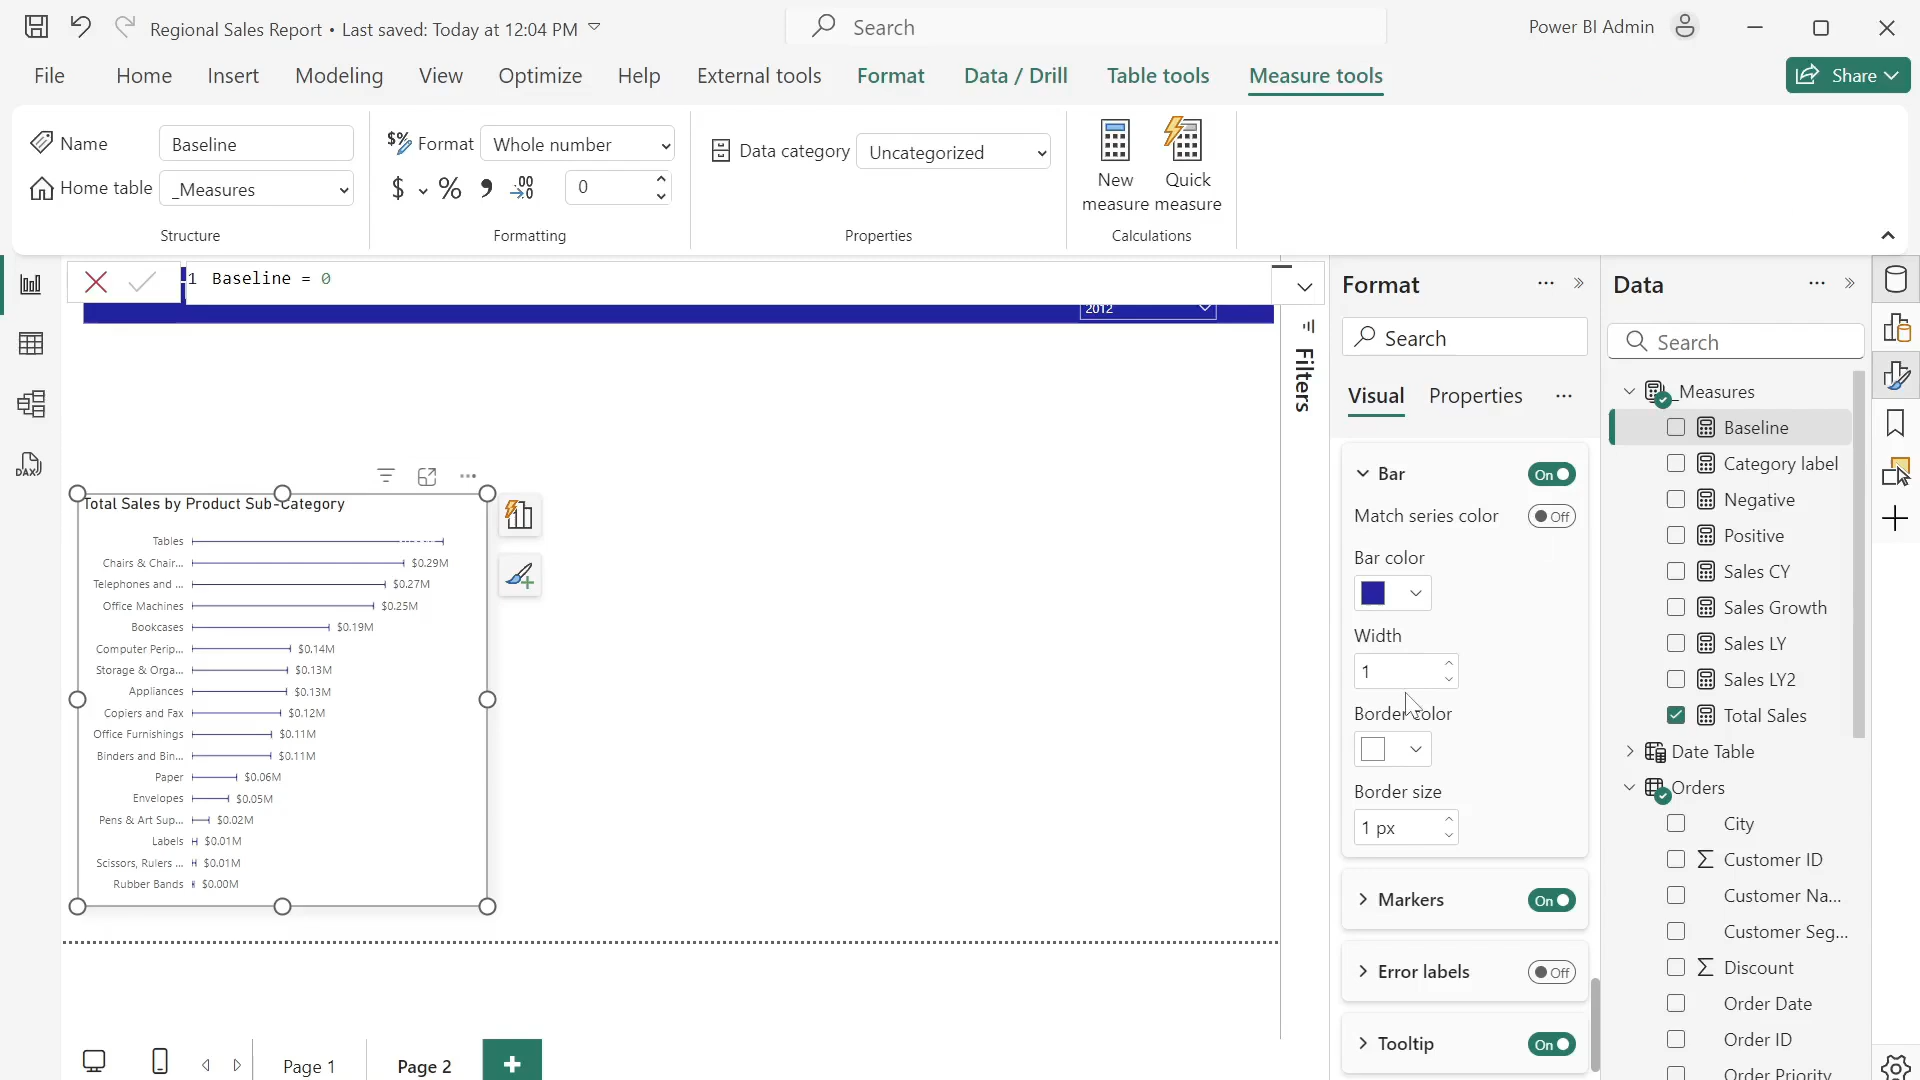 Regional Sales Report • Last saved: Today at 12:04 PM
Search
Power BI Admin
File Home Insert Modeling View Optimize Help External tools Format Data / Drill Table tools Measure tools
Share
Name Baseline
Home table _Measures
Structure
$% Format Whole number
$ % , .00 0
Formatting
Data category Uncategorized
Properties
New measure
Quick measure
Calculations
1 Baseline = 0
2012
DAX
Total Sales by Product Sub-Category
Tables
Chairs & Chair... $0.29M
Telephones and ... $0.27M
Office Machines $0.25M
Bookcases $0.19M
Computer Perip... $0.14M
Storage & Orga... $0.13M
Appliances $0.13M
Copiers and Fax $0.12M
Office Furnishings $0.11M
Binders and Bin... $0.11M
Paper $0.06M
Envelopes $0.05M
Pens & Art Sup... $0.02M
Labels $0.01M
Scissors, Rulers ... $0.01M
Rubber Bands $0.00M
Page 1 Page 2 +
Filters
Format
Search
Visual Properties
Bar On
Match series color Off
Bar color
Width
1
Border color
Border size
1 px
Markers On
Error labels Off
Tooltip On
Data
Search
_Measures
Baseline
Category label
Negative
Positive
Sales CY
Sales Growth
Sales LY
Sales LY2
Total Sales
Date Table
Orders
City
Customer ID
Customer Na...
Customer Seg...
Discount
Order Date
Order ID
Order Priority